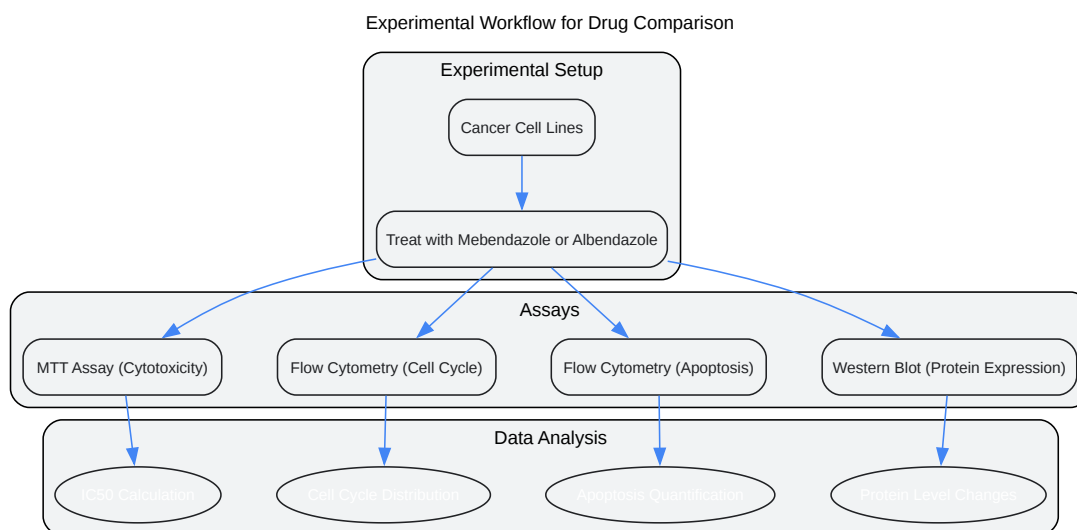 Experimental Workflow for Drug Comparison
Experimental Setup
Cancer Cell Lines
Treat with Mebendazole or Albendazole
Assays
MTT Assay (Cytotoxicity)
Flow Cytometry (Cell Cycle)
Flow Cytometry (Apoptosis)
Western Blot (Protein Expression)
Data Analysis
IC50 Calculation
Cell Cycle Distribution
Apoptosis Quantification
Protein Level Changes